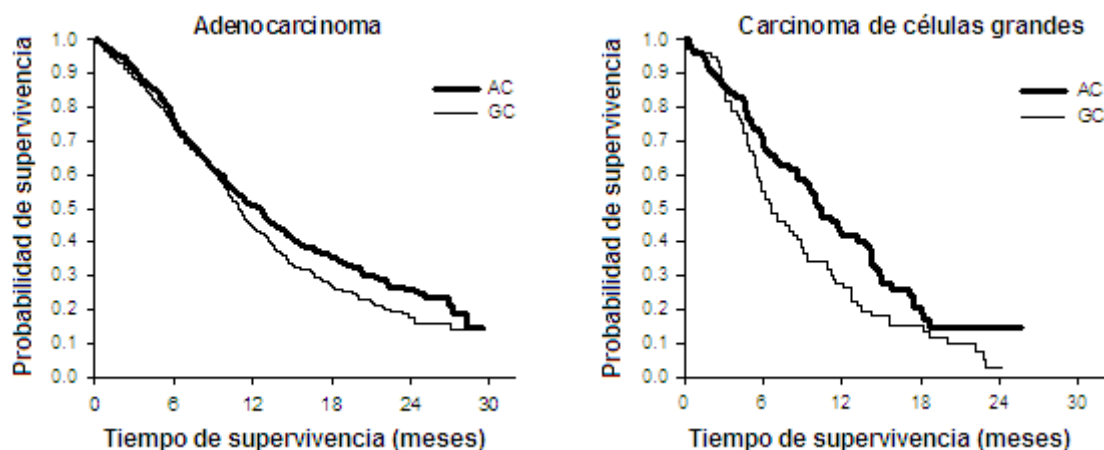 Adenocarcinoma
Probabilidad de supervivencia
1.0
0.9
0.8
0.7
0.6
0.5
0.4
0.3
0.2
0.1
0.0
AC
GC
0 6 12 18 24 30
Tiempo de supervivencia (meses)
Carcinoma de células grandes
Probabilidad de supervivencia
1.0
0.9
0.8
0.7
0.6
0.5
0.4
0.3
0.2
0.1
0.0
AC
GC
0 6 12 18 24 30
Tiempo de supervivencia (meses)